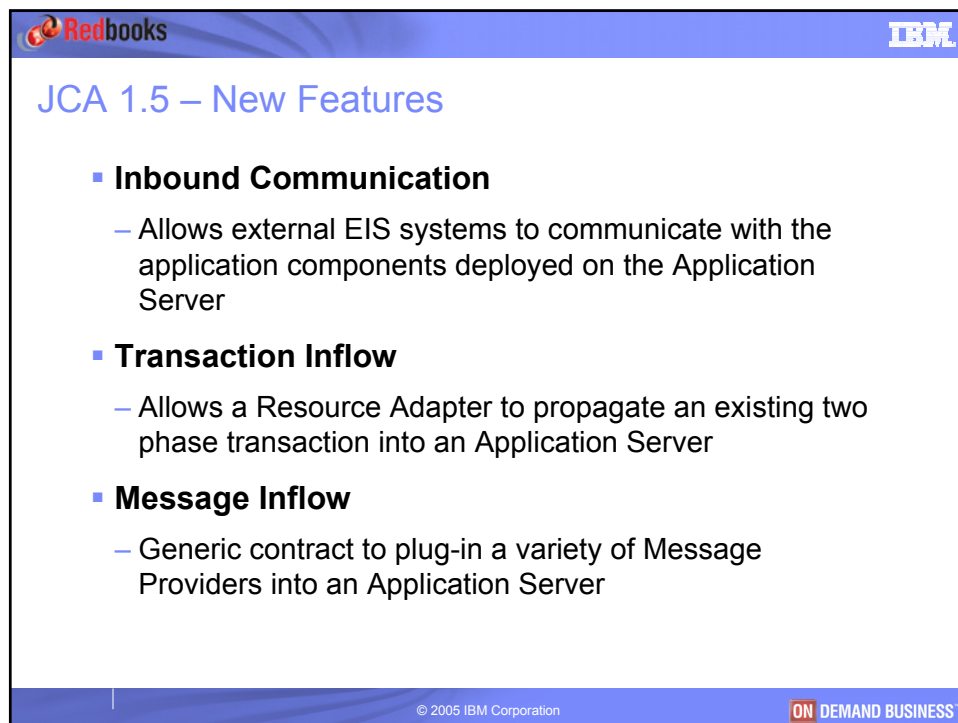 Redbooks
IBM
JCA 1.5 – New Features
Inbound Communication
– Allows external EIS systems to communicate with the
application components deployed on the Application
Server
Transaction Inflow
– Allows a Resource Adapter to propagate an existing two
phase transaction into an Application Server
Message Inflow
– Generic contract to plug-in a variety of Message
Providers into an Application Server
© 2005 IBM Corporation
ON DEMAND BUSINESS™